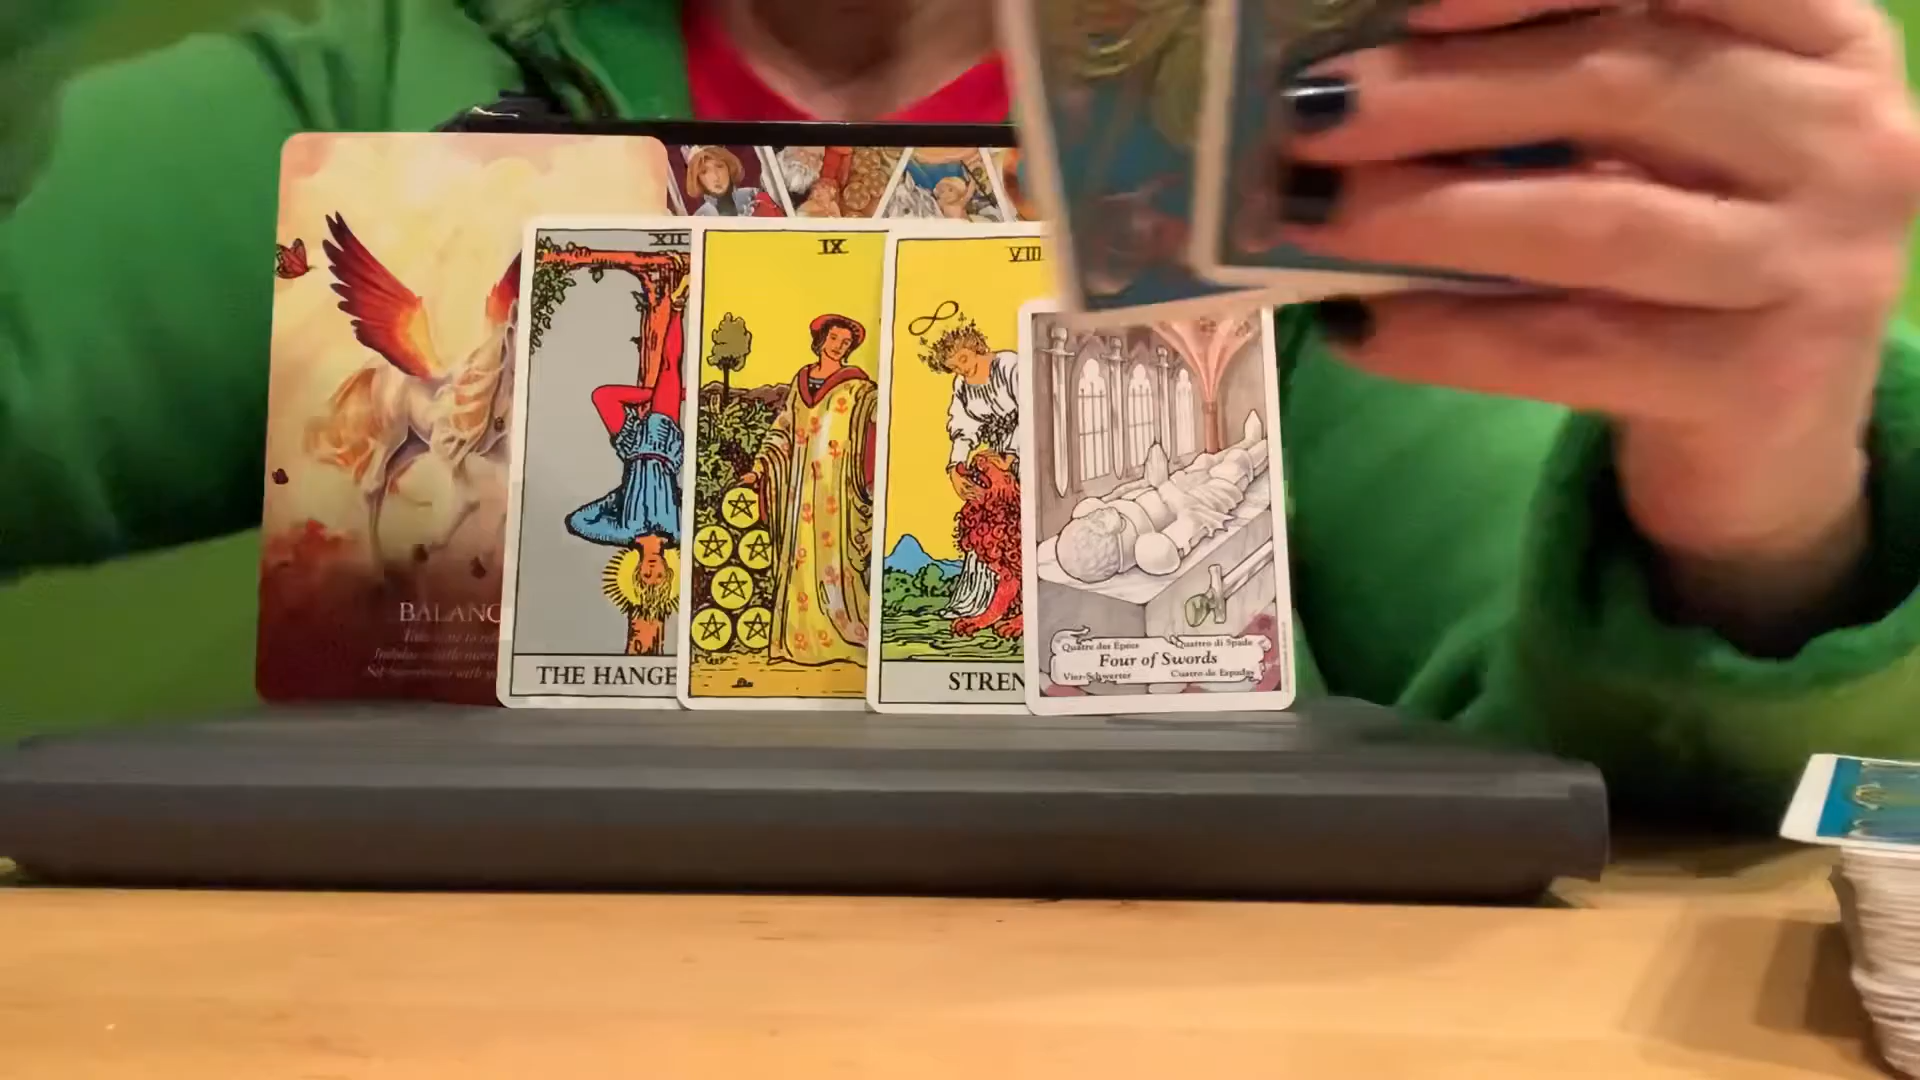 BALANC
XII
THE HANGE
IX
VIII
STREN
Quatre des Épées
Quattro di Spade
Four of Swords
Vier-Schwerter
Cuatro de Espadas